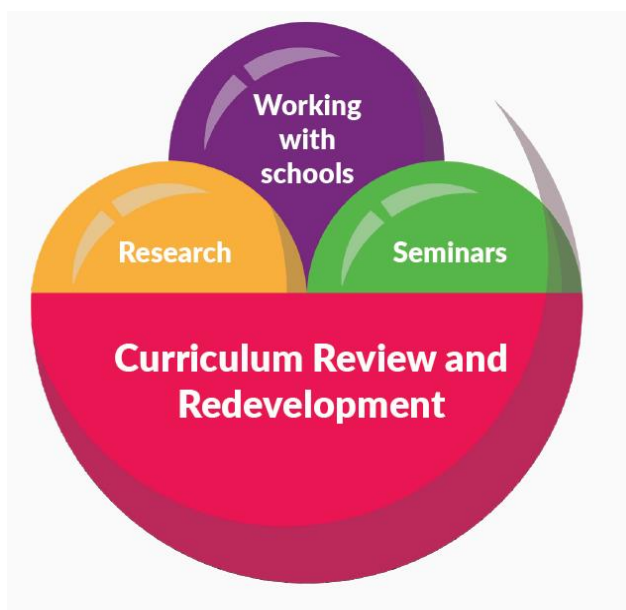 Working
with
schools
Research
Seminars
Curriculum Review and
Redevelopment